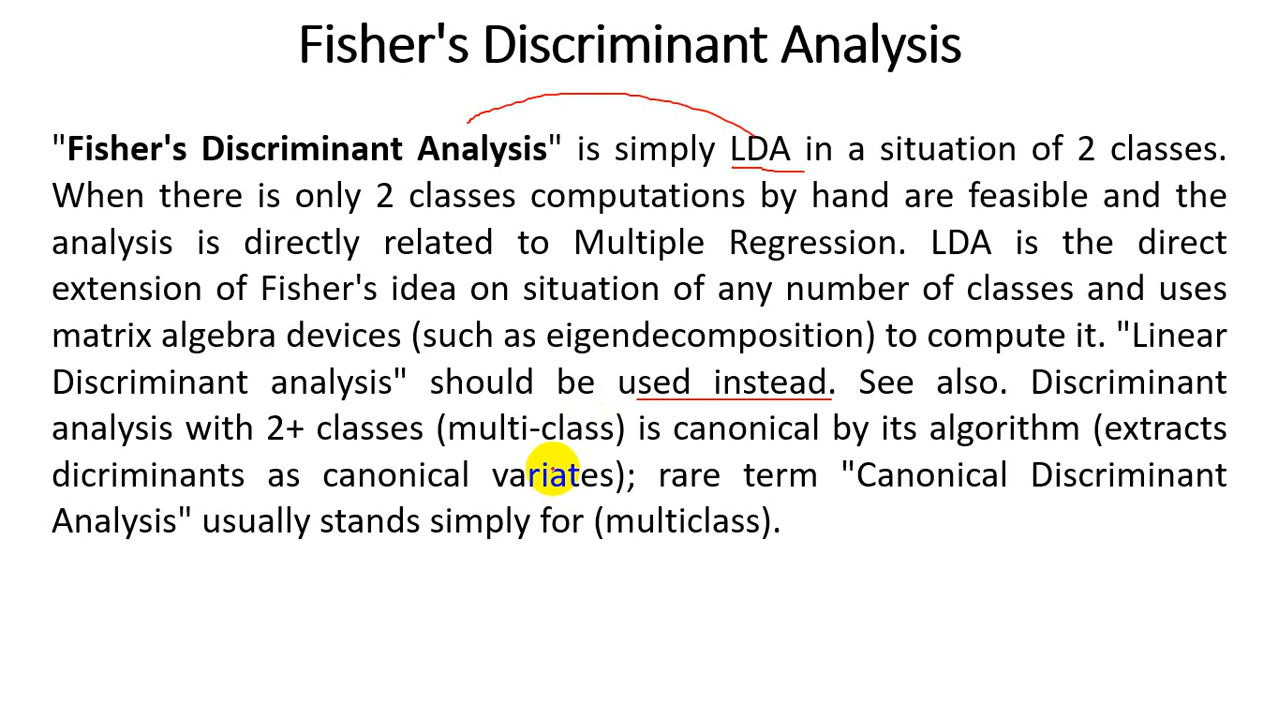 Fisher's Discriminant Analysis
"Fisher's Discriminant Analysis" is simply LDA in a situation of 2 classes.
When there is only 2 classes computations by hand are feasible and the
analysis is directly related to Multiple Regression. LDA is the direct
extension of Fisher's idea on situation of any number of classes and uses
matrix algebra devices (such as eigendecomposition) to compute it. "Linear
Discriminant analysis" should be used instead. See also. Discriminant
analysis with 2+ classes (multi-class) is canonical by its algorithm (extracts
dicriminants as canonical variates); rare term "Canonical Discriminant
Analysis" usually stands simply for (multiclass).